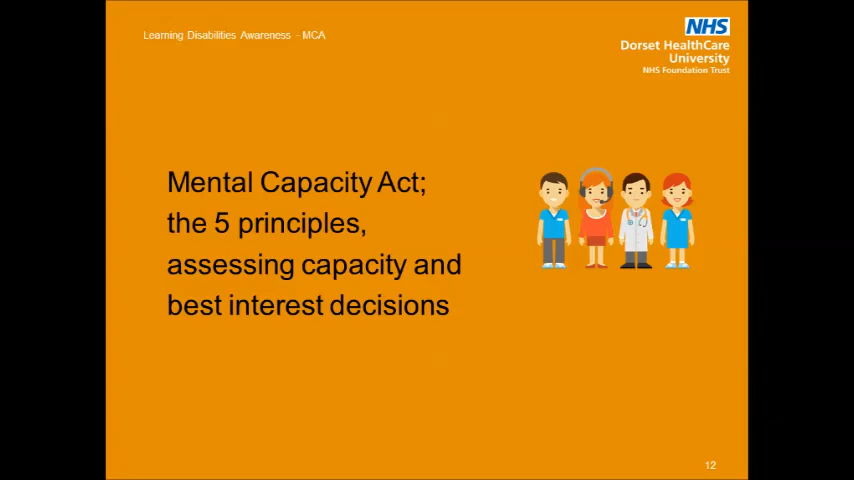 Learning Disabilities Awareness - MCA
NHS
Dorset HealthCare
University
NHS Foundation Trust
Mental Capacity Act;
the 5 principles,
assessing capacity and
best interest decisions
12